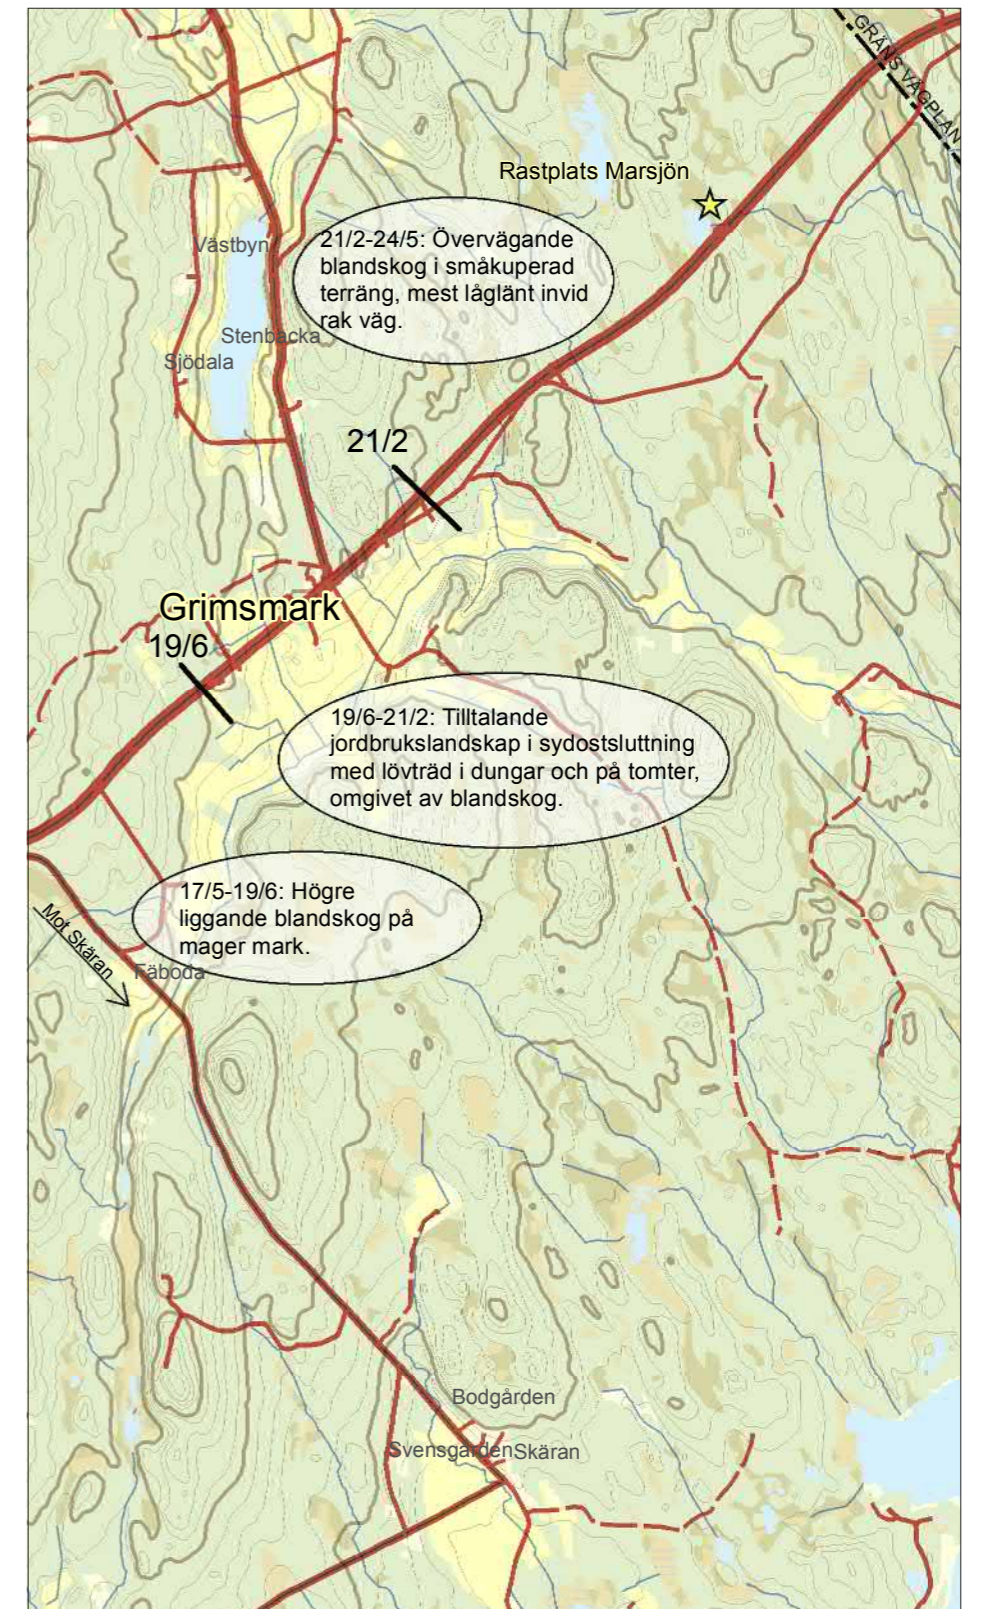 GRÄNS VÄGPLAN
Rastplats Marsjön
21/2-24/5: Övervägande
blandskog i småkuperad
terräng, mest låglänt invid
rak väg.
Västbyn
Stenbacka
Sjödala
21/2
Grimsmark
19/6
19/6-21/2: Tilltalande
jordbrukslandskap i sydostsluttning
med lövträd i dungar och på tomter,
omgivet av blandskog.
17/5-19/6: Högre
liggande blandskog på
mager mark.
Mot Skäran
Fäboda
Bodgården
Svensgården
Skäran